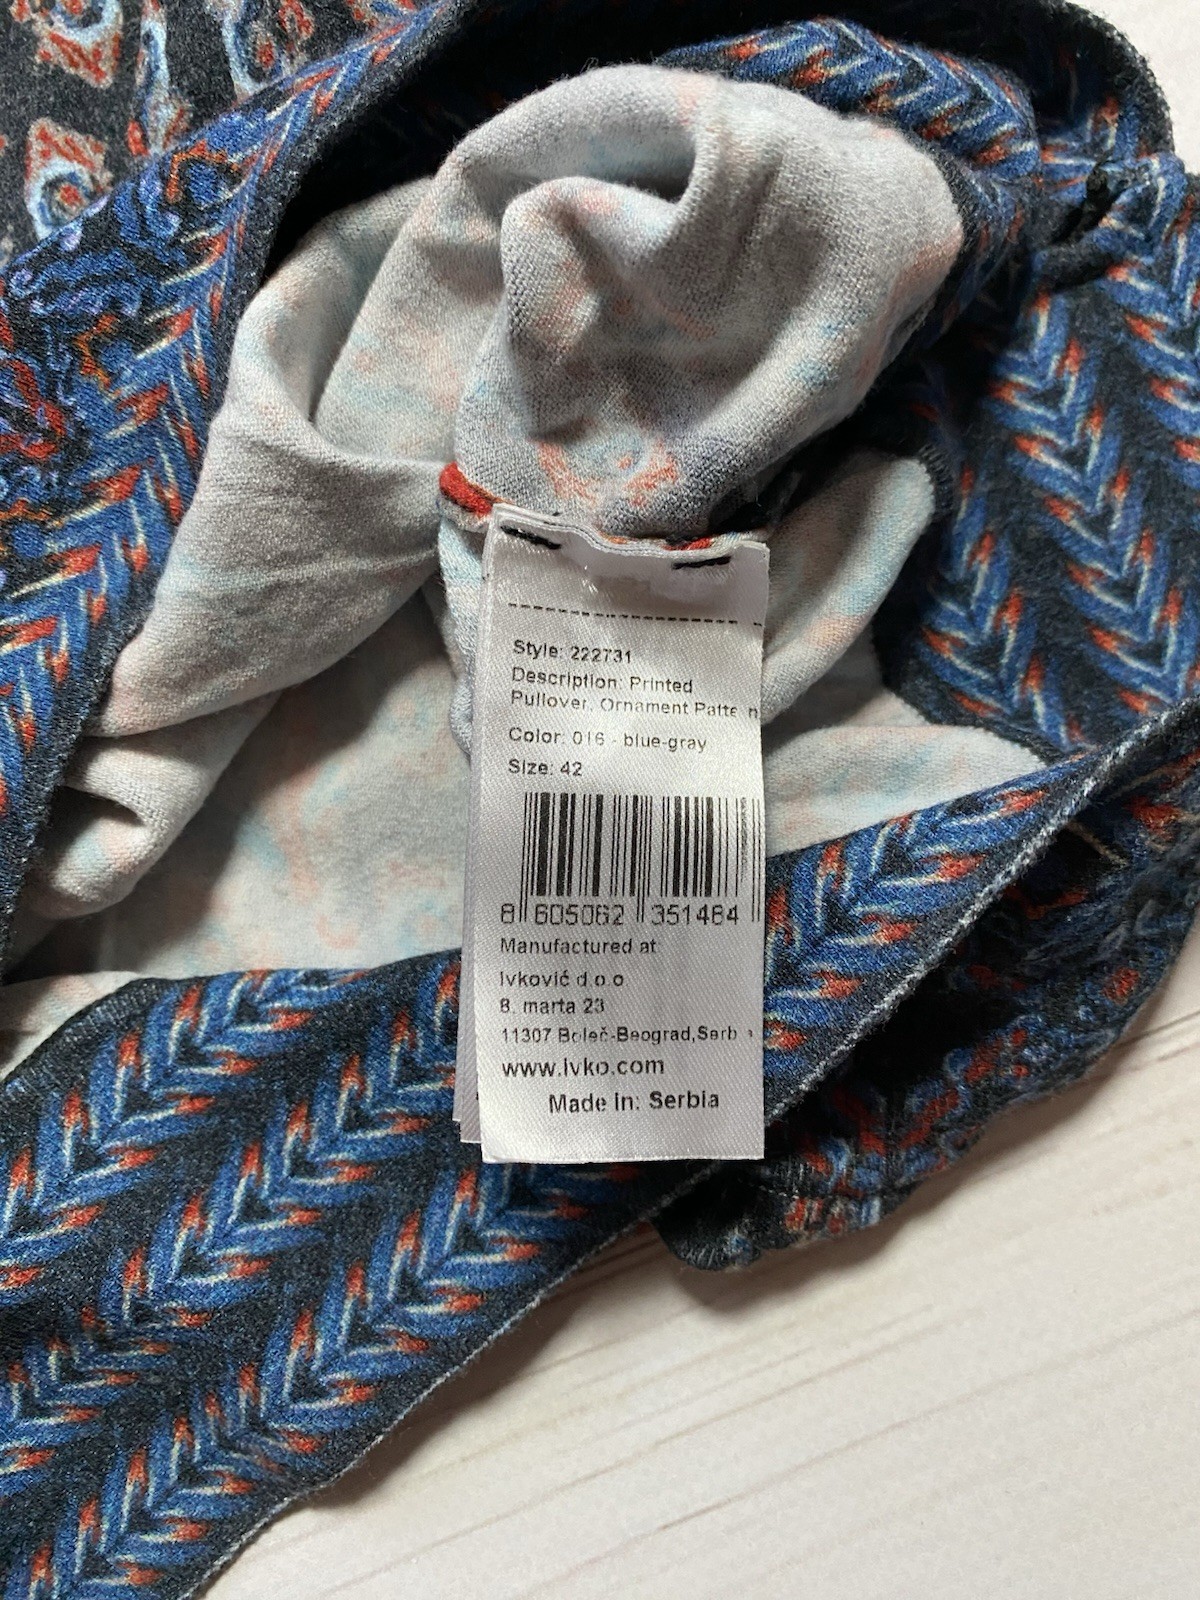 Style: 222731
Description: Printed
Pullover, Ornament Patte n
Color: 016 - blue-gray
Size: 42
8 605062 351484
Manufactured at:
Ivković d.o.o
8. marta 23
11307 Boleč-Beograd,Serb
www.Ivko.com
Made in: Serbia